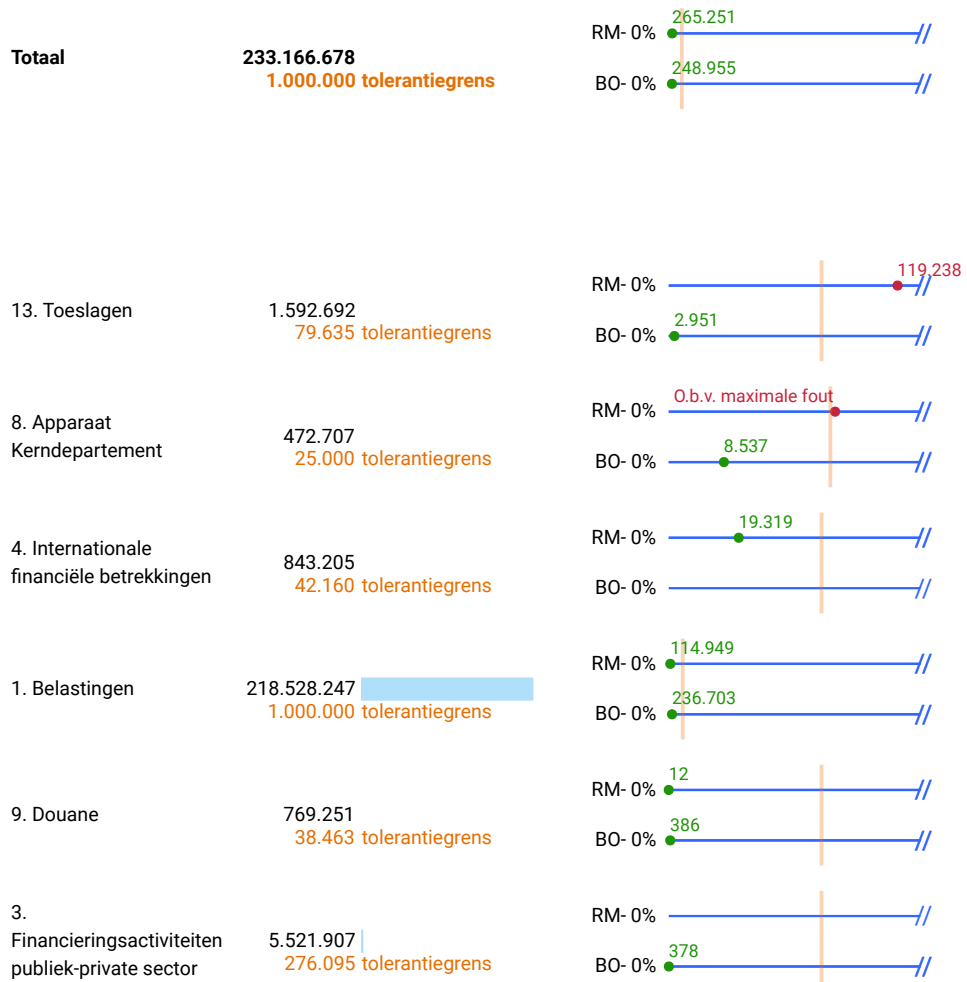 265.251
RM- 0%
Totaal 233.166.678
1.000.000 tolerantiegrens
248.955
BO- 0%
119.238
RM- 0%
13. Toeslagen 1.592.692
79.635 tolerantiegrens
2.951
BO- 0%
O.b.v. maximale fout
RM- 0%
8. Apparaat
Kerndepartement
472.707
25.000 tolerantiegrens
8.537
BO- 0%
19.319
RM- 0%
4. Internationale
financiële betrekkingen
843.205
42.160 tolerantiegrens
BO- 0%
114.949
RM- 0%
1. Belastingen 218.528.247
1.000.000 tolerantiegrens
236.703
BO- 0%
12
RM- 0%
9. Douane 769.251
38.463 tolerantiegrens
386
BO- 0%
RM- 0%
3.
Financieringsactiviteiten
publiek-private sector
5.521.907
276.095 tolerantiegrens
378
BO- 0%